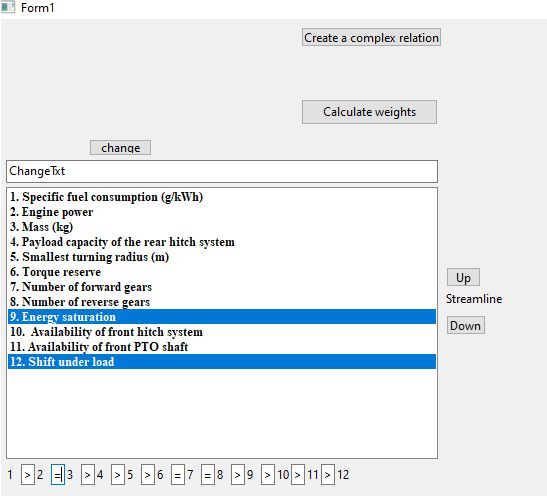 Form1
Create a complex relation
Calculate weights
change
ChangeTxt
1. Specific fuel consumption (g/kWh)
2. Engine power
3. Mass (kg)
4. Payload capacity of the rear hitch system
5. Smallest turning radius (m)
6. Torque reserve
7. Number of forward gears
8. Number of reverse gears
9. Energy saturation
10.  Availability of front hitch system
11. Availability of front PTO shaft
12. Shift under load
Up
Streamline
Down
1 > 2 = 3 > 4 > 5 > 6 = 7 = 8 > 9 > 10 > 11 > 12